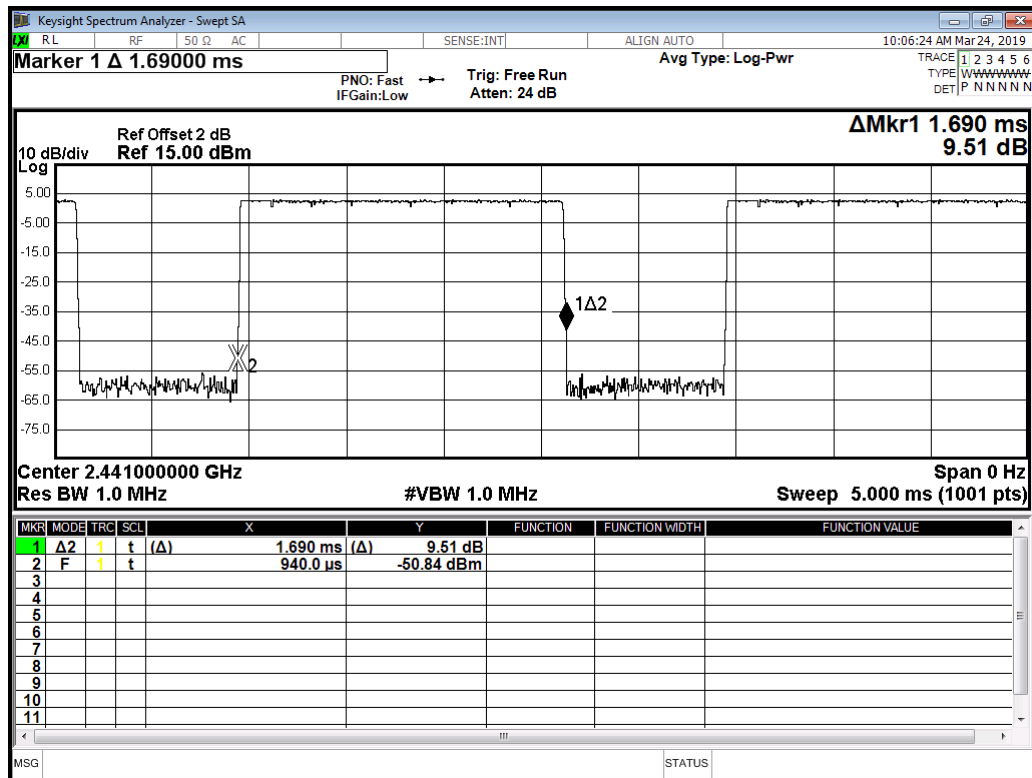 Keysight Spectrum Analyzer - Swept SA
LXI RL RF 50 Ω AC SENSE:INT ALIGN AUTO 10:06:24 AM Mar 24, 2019
Marker 1 Δ 1.69000 ms
PNO: Fast
IFGain:Low
Trig: Free Run
Atten: 24 dB
Avg Type: Log-Pwr
TRACE 1 2 3 4 5 6
TYPE WWWWWW
DET P N N N N N
ΔMkr1 1.690 ms
9.51 dB
Ref Offset 2 dB
10 dB/div Ref 15.00 dBm
Log
5.00
-5.00
-15.0
-25.0
-35.0
-45.0
-55.0
-65.0
-75.0
1Δ2
2
Center 2.441000000 GHz Span 0 Hz
Res BW 1.0 MHz #VBW 1.0 MHz Sweep 5.000 ms (1001 pts)
MKR MODE TRC SCL X Y FUNCTION FUNCTION WIDTH FUNCTION VALUE
1 Δ2 1 t (Δ) 1.690 ms (Δ) 9.51 dB
2 F 1 t 940.0 µs -50.84 dBm
3
4
5
6
7
8
9
10
11
MSG STATUS